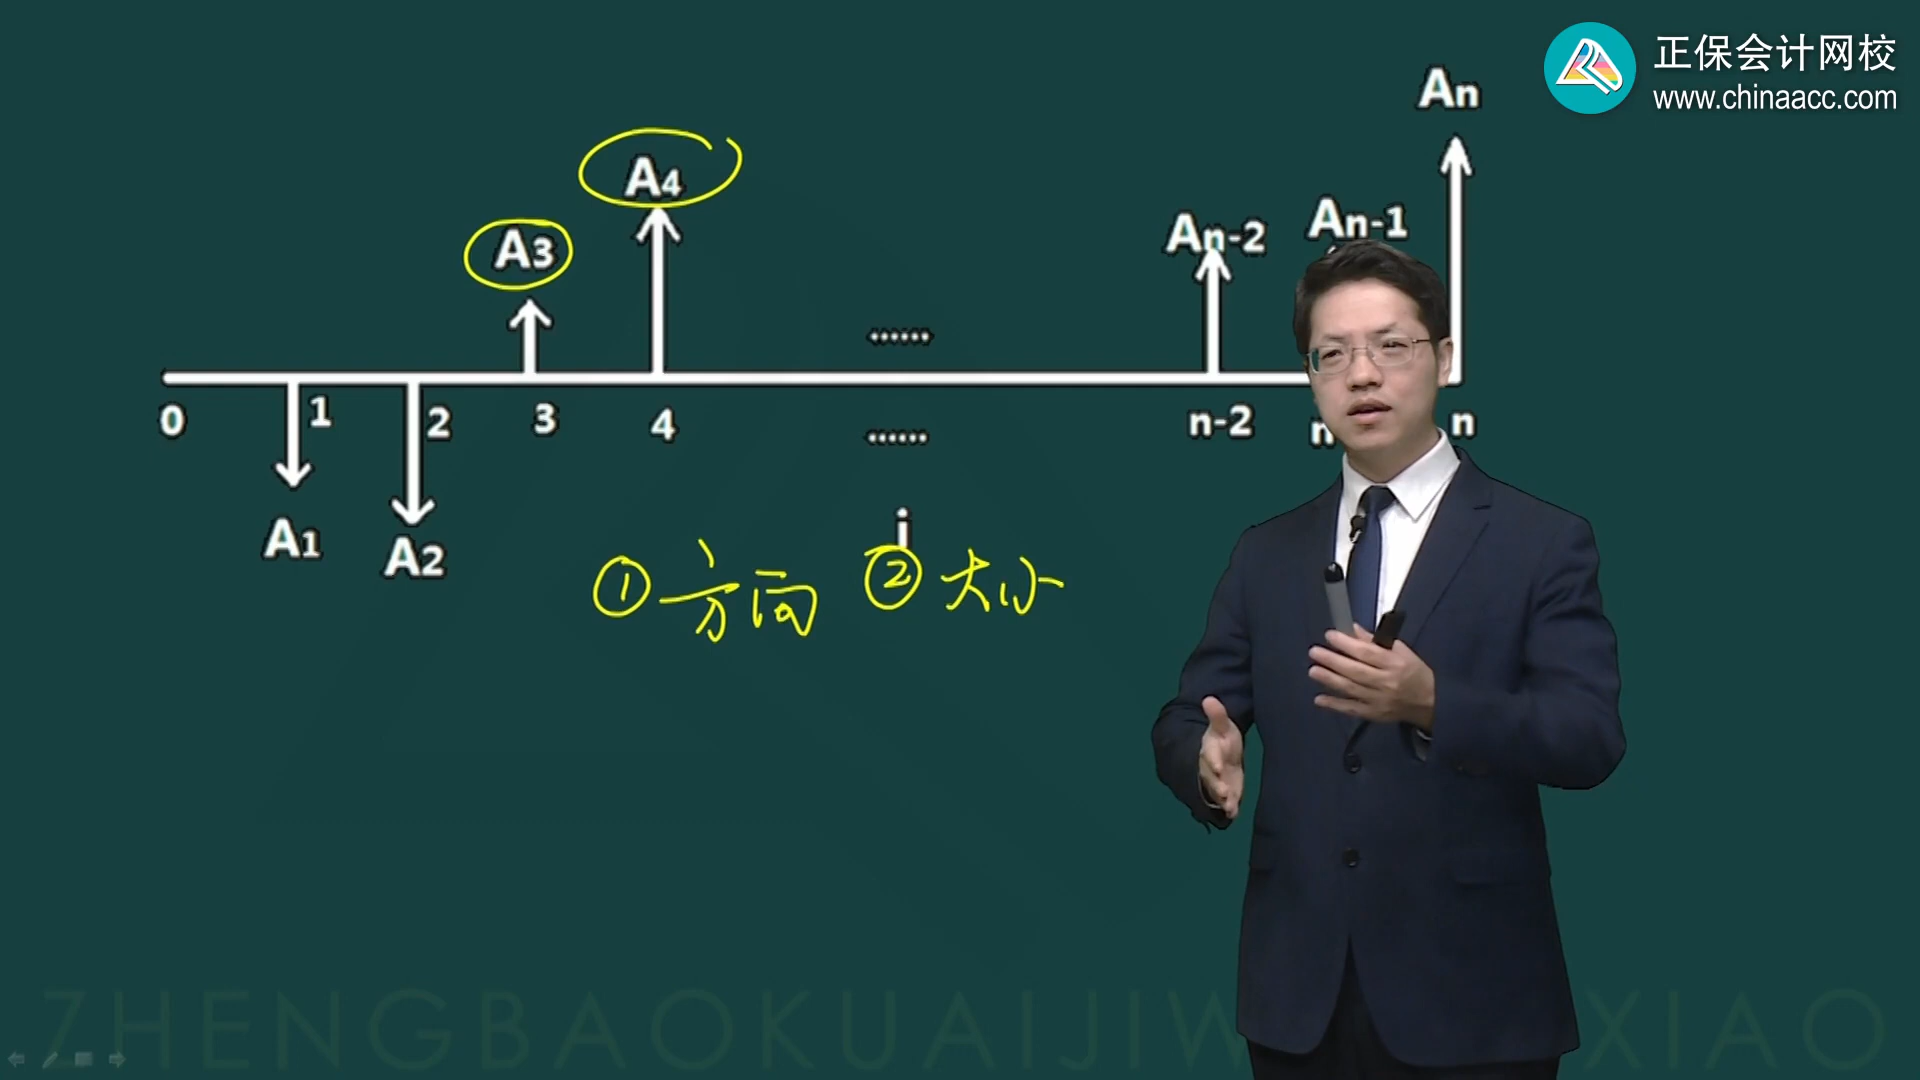 正保会计网校
www.chinaacc.com
An
A4
A3
An-2
An-1
......
0
1
2
3
4
......
n-2
n
n
A1
A2
i
①方向 ②大小
ZHENGBAOKUAIJIW XIAO